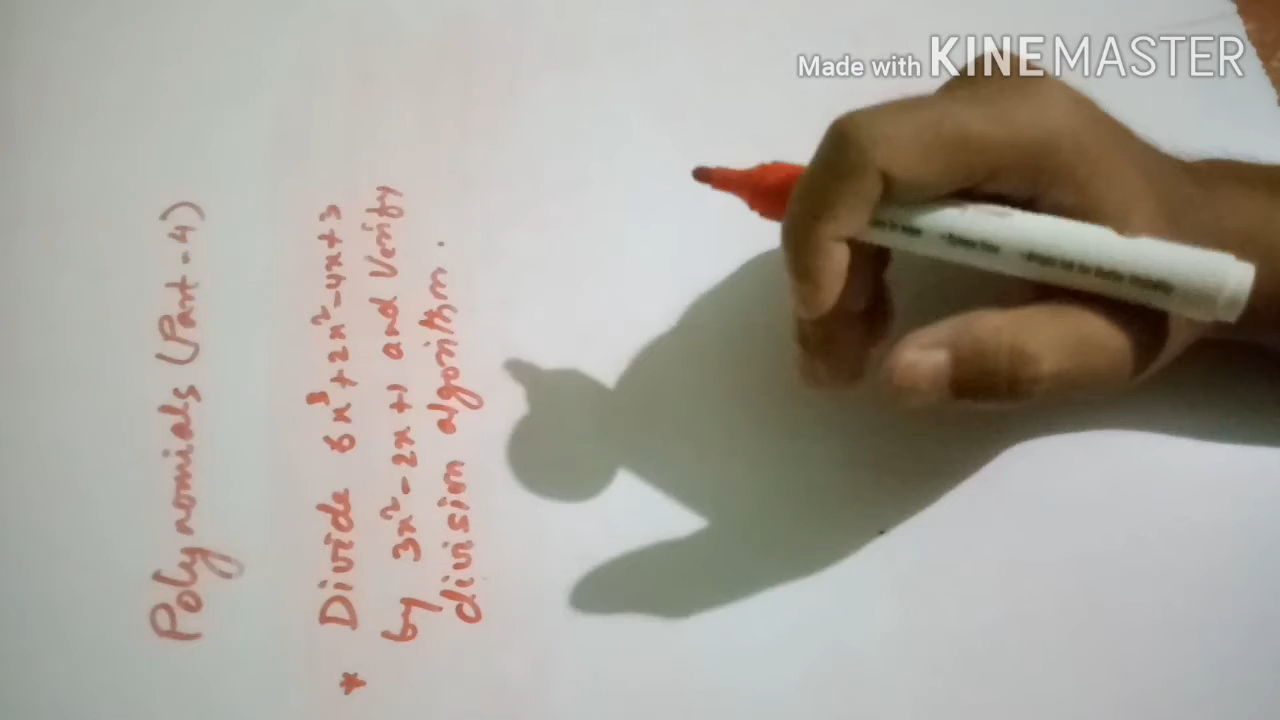 Made with KINEMASTER
Polynomials (Part-4)
* Divide 6x³+2x²-4x+3
by 3x²-2x+1 and Verify
division algorithm.